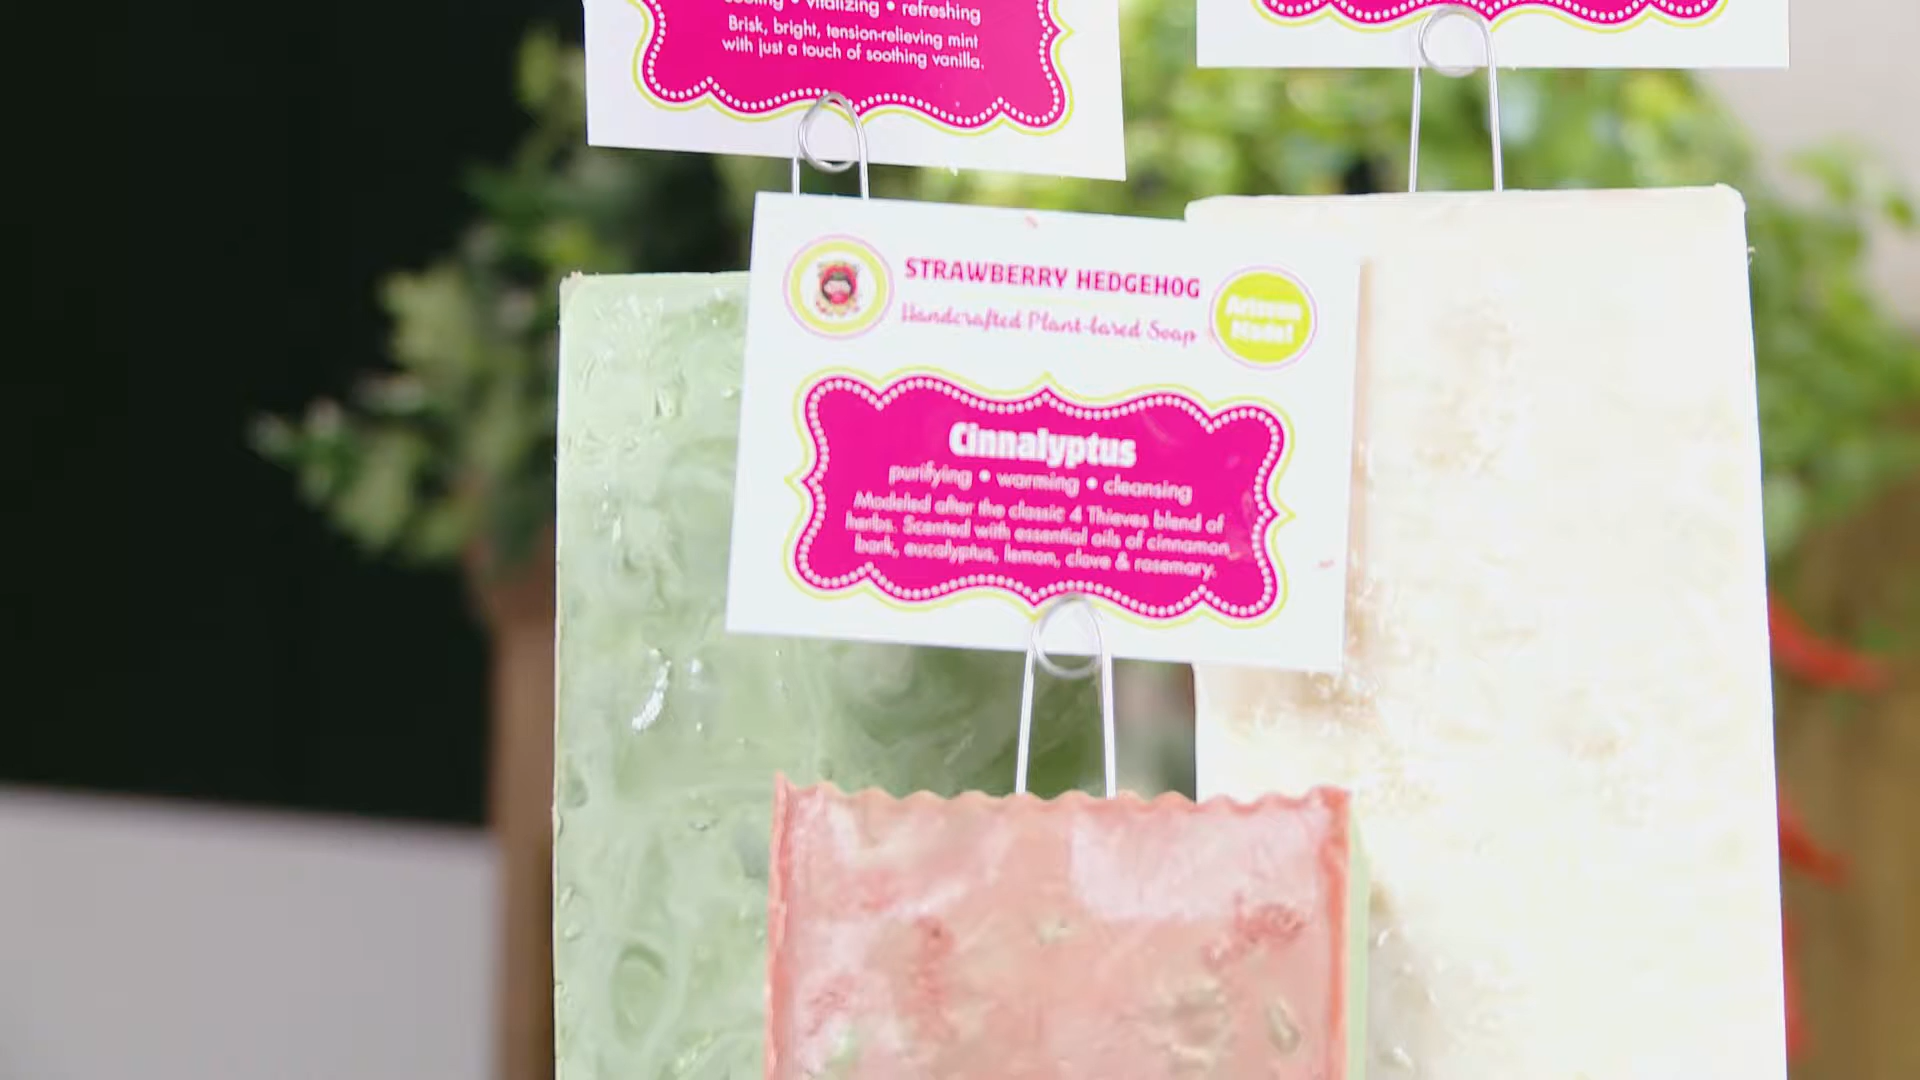 cooling • vitalizing • refreshing
Brisk, bright, tension-relieving mint
with just a touch of soothing vanilla.
STRAWBERRY HEDGEHOG
Handcrafted Plant-based Soap
Artisan
Made!
Cinnalyptus
purifying • warming • cleansing
Modeled after the classic 4 Thieves blend of
herbs. Scented with essential oils of cinnamon
bark, eucalyptus, lemon, clove & rosemary.